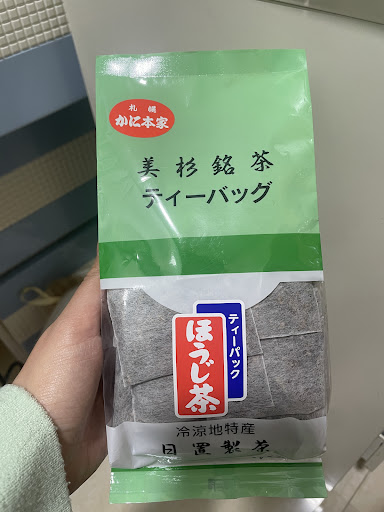 札幌
かに本家
美杉銘茶
ティーバッグ
ティーパック
ほうじ茶
冷涼地特産
日置製茶